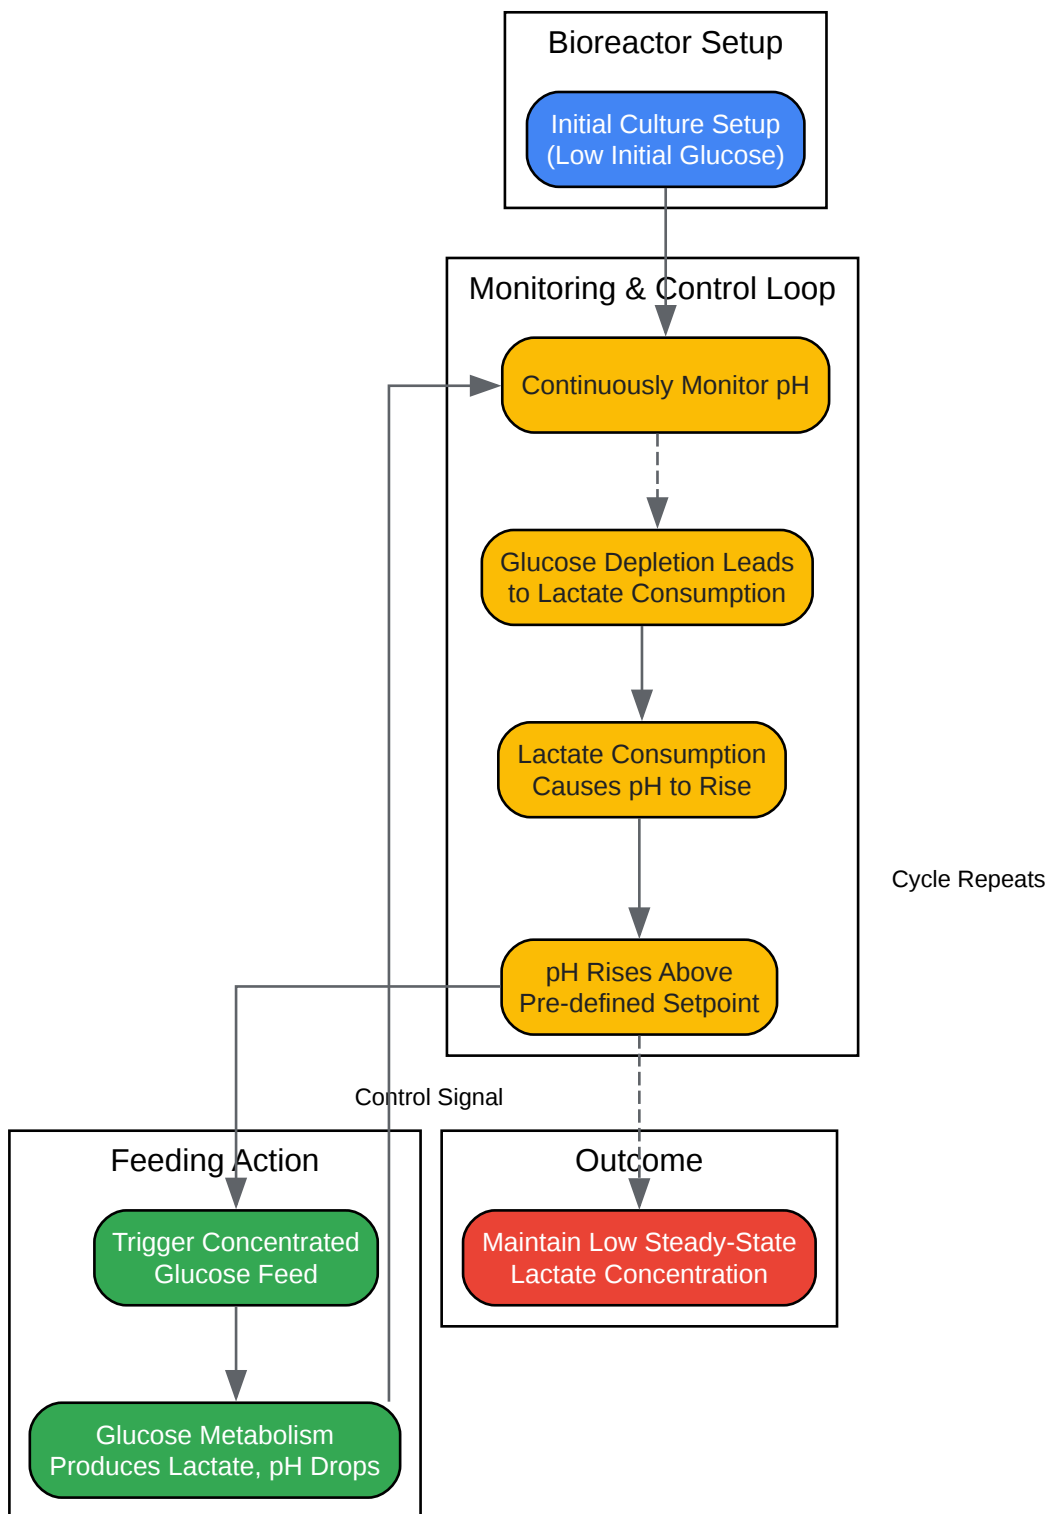 Bioreactor Setup
Initial Culture Setup
(Low Initial Glucose)
Monitoring & Control Loop
Continuously Monitor pH
Glucose Depletion Leads
to Lactate Consumption
Lactate Consumption
Causes pH to Rise
Cycle Repeats
pH Rises Above
Pre-defined Setpoint
Control Signal
Feeding Action
Trigger Concentrated
Glucose Feed
Glucose Metabolism
Produces Lactate, pH Drops
Outcome
Maintain Low Steady-State
Lactate Concentration